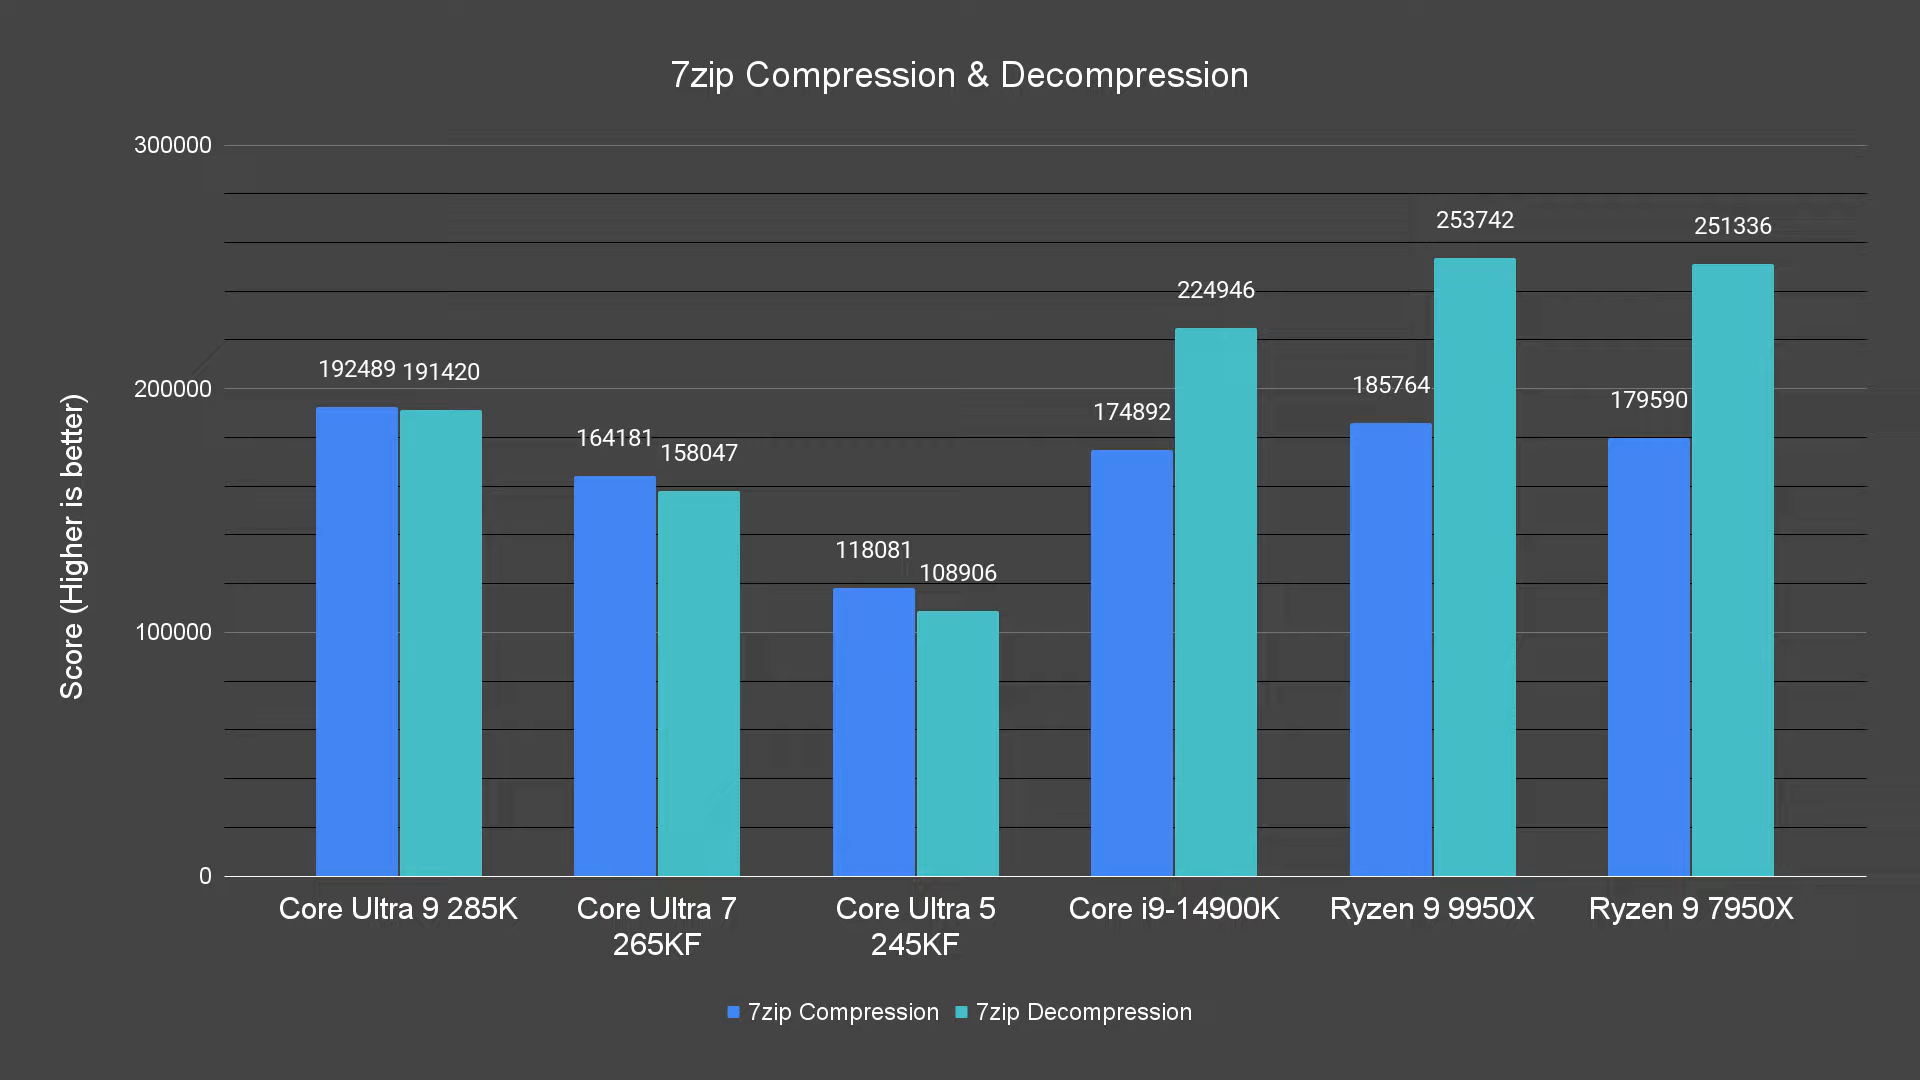 7zip Compression & Decompression
Score (Higher is better)
300000
200000
100000
0
192489
191420
164181
158047
118081
108906
174892
224946
185764
253742
179590
251336
Core Ultra 9 285K
Core Ultra 7
265KF
Core Ultra 5
245KF
Core i9-14900K
Ryzen 9 9950X
Ryzen 9 7950X
7zip Compression
7zip Decompression